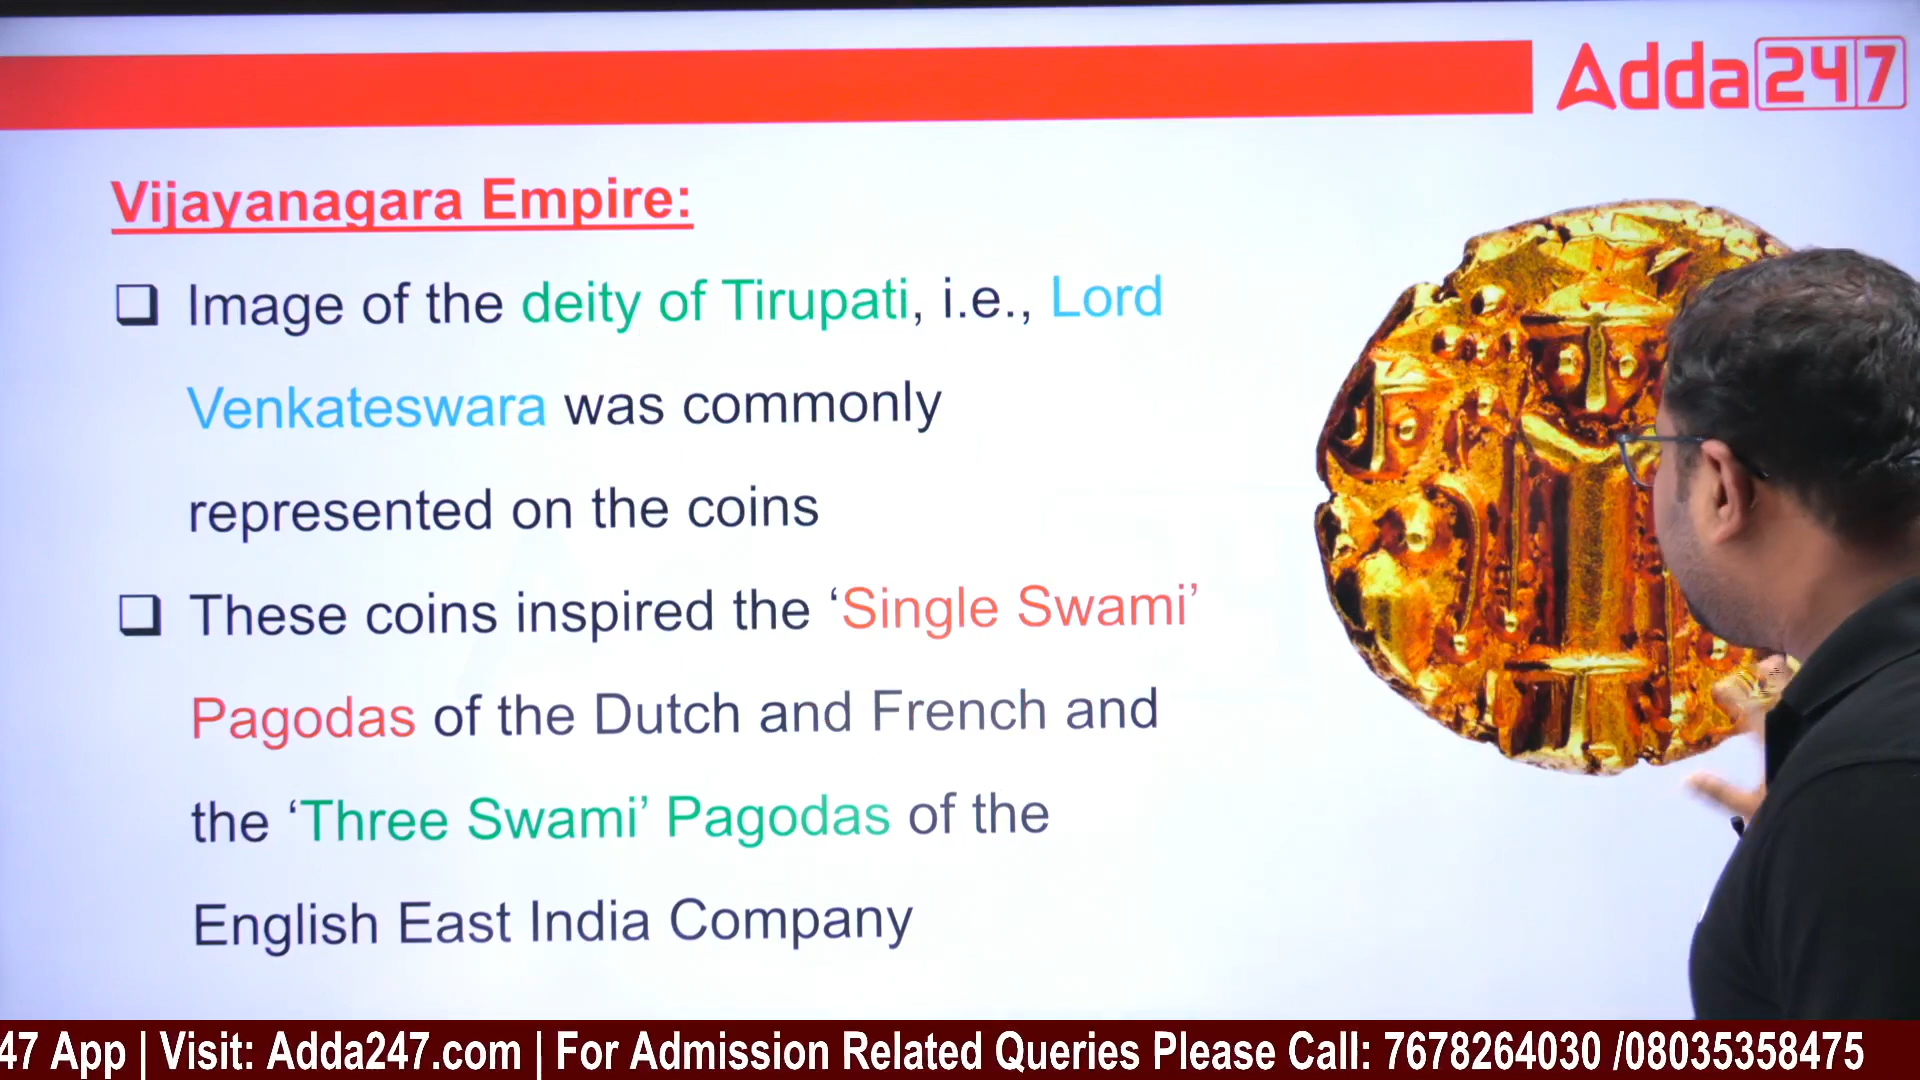 Adda247
Vijayanagara Empire:
Image of the deity of Tirupati, i.e., Lord
Venkateswara was commonly
represented on the coins
These coins inspired the ‘Single Swami’
Pagodas of the Dutch and French and
the ‘Three Swami’ Pagodas of the
English East India Company
47 App | Visit: Adda247.com | For Admission Related Queries Please Call: 7678264030 /08035358475